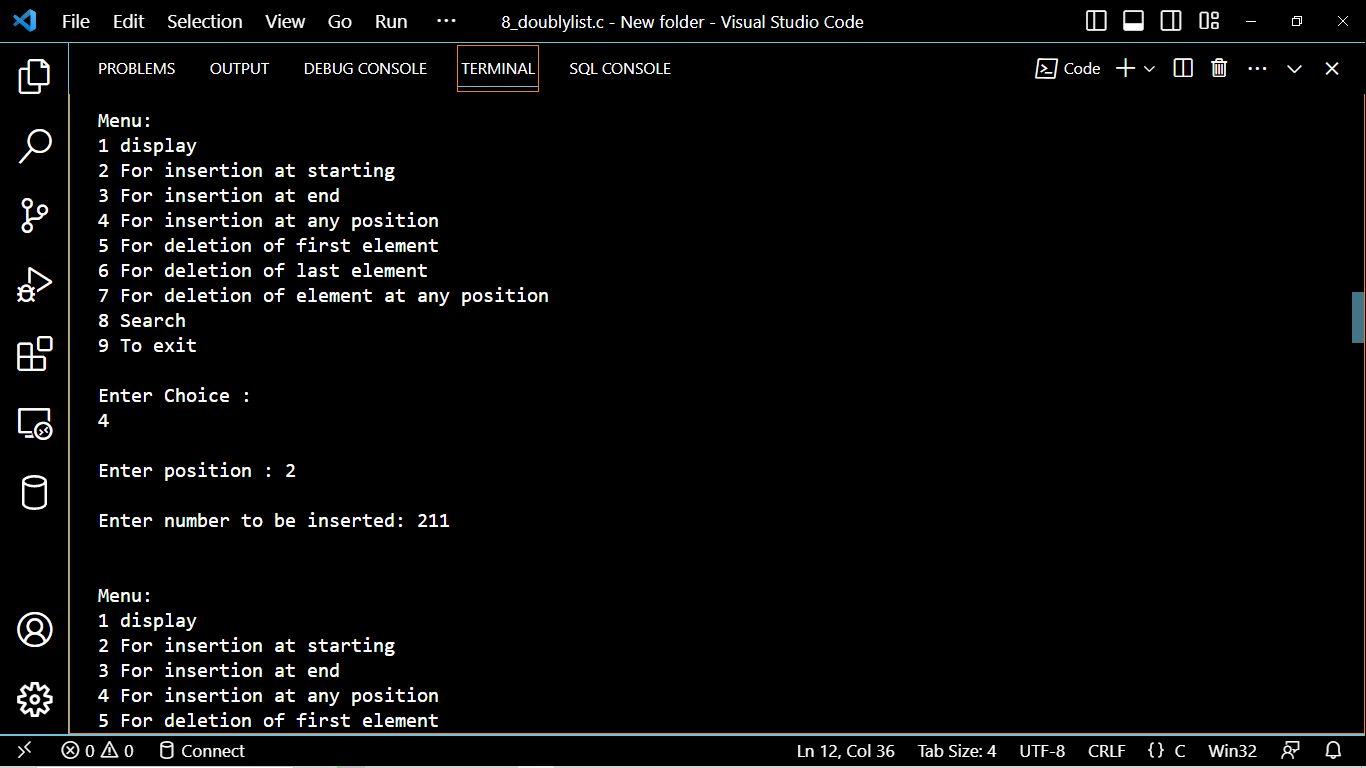 File Edit Selection View Go Run ··· 8_doublylist.c - New folder - Visual Studio Code
PROBLEMS OUTPUT DEBUG CONSOLE TERMINAL SQL CONSOLE Code
Menu:
1 display
2 For insertion at starting
3 For insertion at end
4 For insertion at any position
5 For deletion of first element
6 For deletion of last element
7 For deletion of element at any position
8 Search
9 To exit
Enter Choice :
4
Enter position : 2
Enter number to be inserted: 211
Menu:
1 display
2 For insertion at starting
3 For insertion at end
4 For insertion at any position
5 For deletion of first element
0 0 Connect Ln 12, Col 36 Tab Size: 4 UTF-8 CRLF {} C Win32